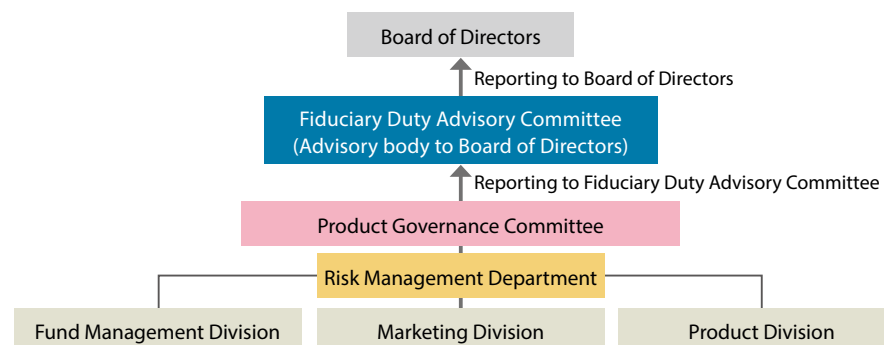 Board of Directors
Reporting to Board of Directors
Fiduciary Duty Advisory Committee
(Advisory body to Board of Directors)
Reporting to Fiduciary Duty Advisory Committee
Product Governance Committee
Risk Management Department
Fund Management Division
Marketing Division
Product Division